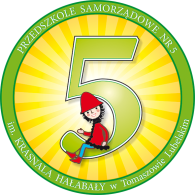 PRZEDSZKOLE SAMORZĄDOWE NR 5
5
im. KRASNALA HAŁABAŁY w Tomaszowie Lubelskim